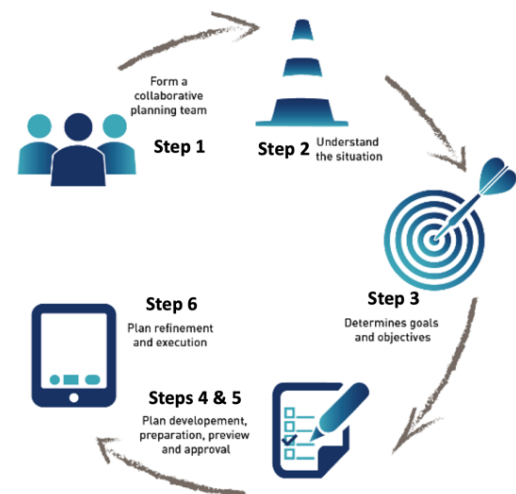 Form a
collaborative
planning team
Step 1
Step 2
Understand
the situation
Step 3
Determines goals
and objectives
Steps 4 & 5
Plan developement,
preparation, preview
and approval
Step 6
Plan refinement
and execution